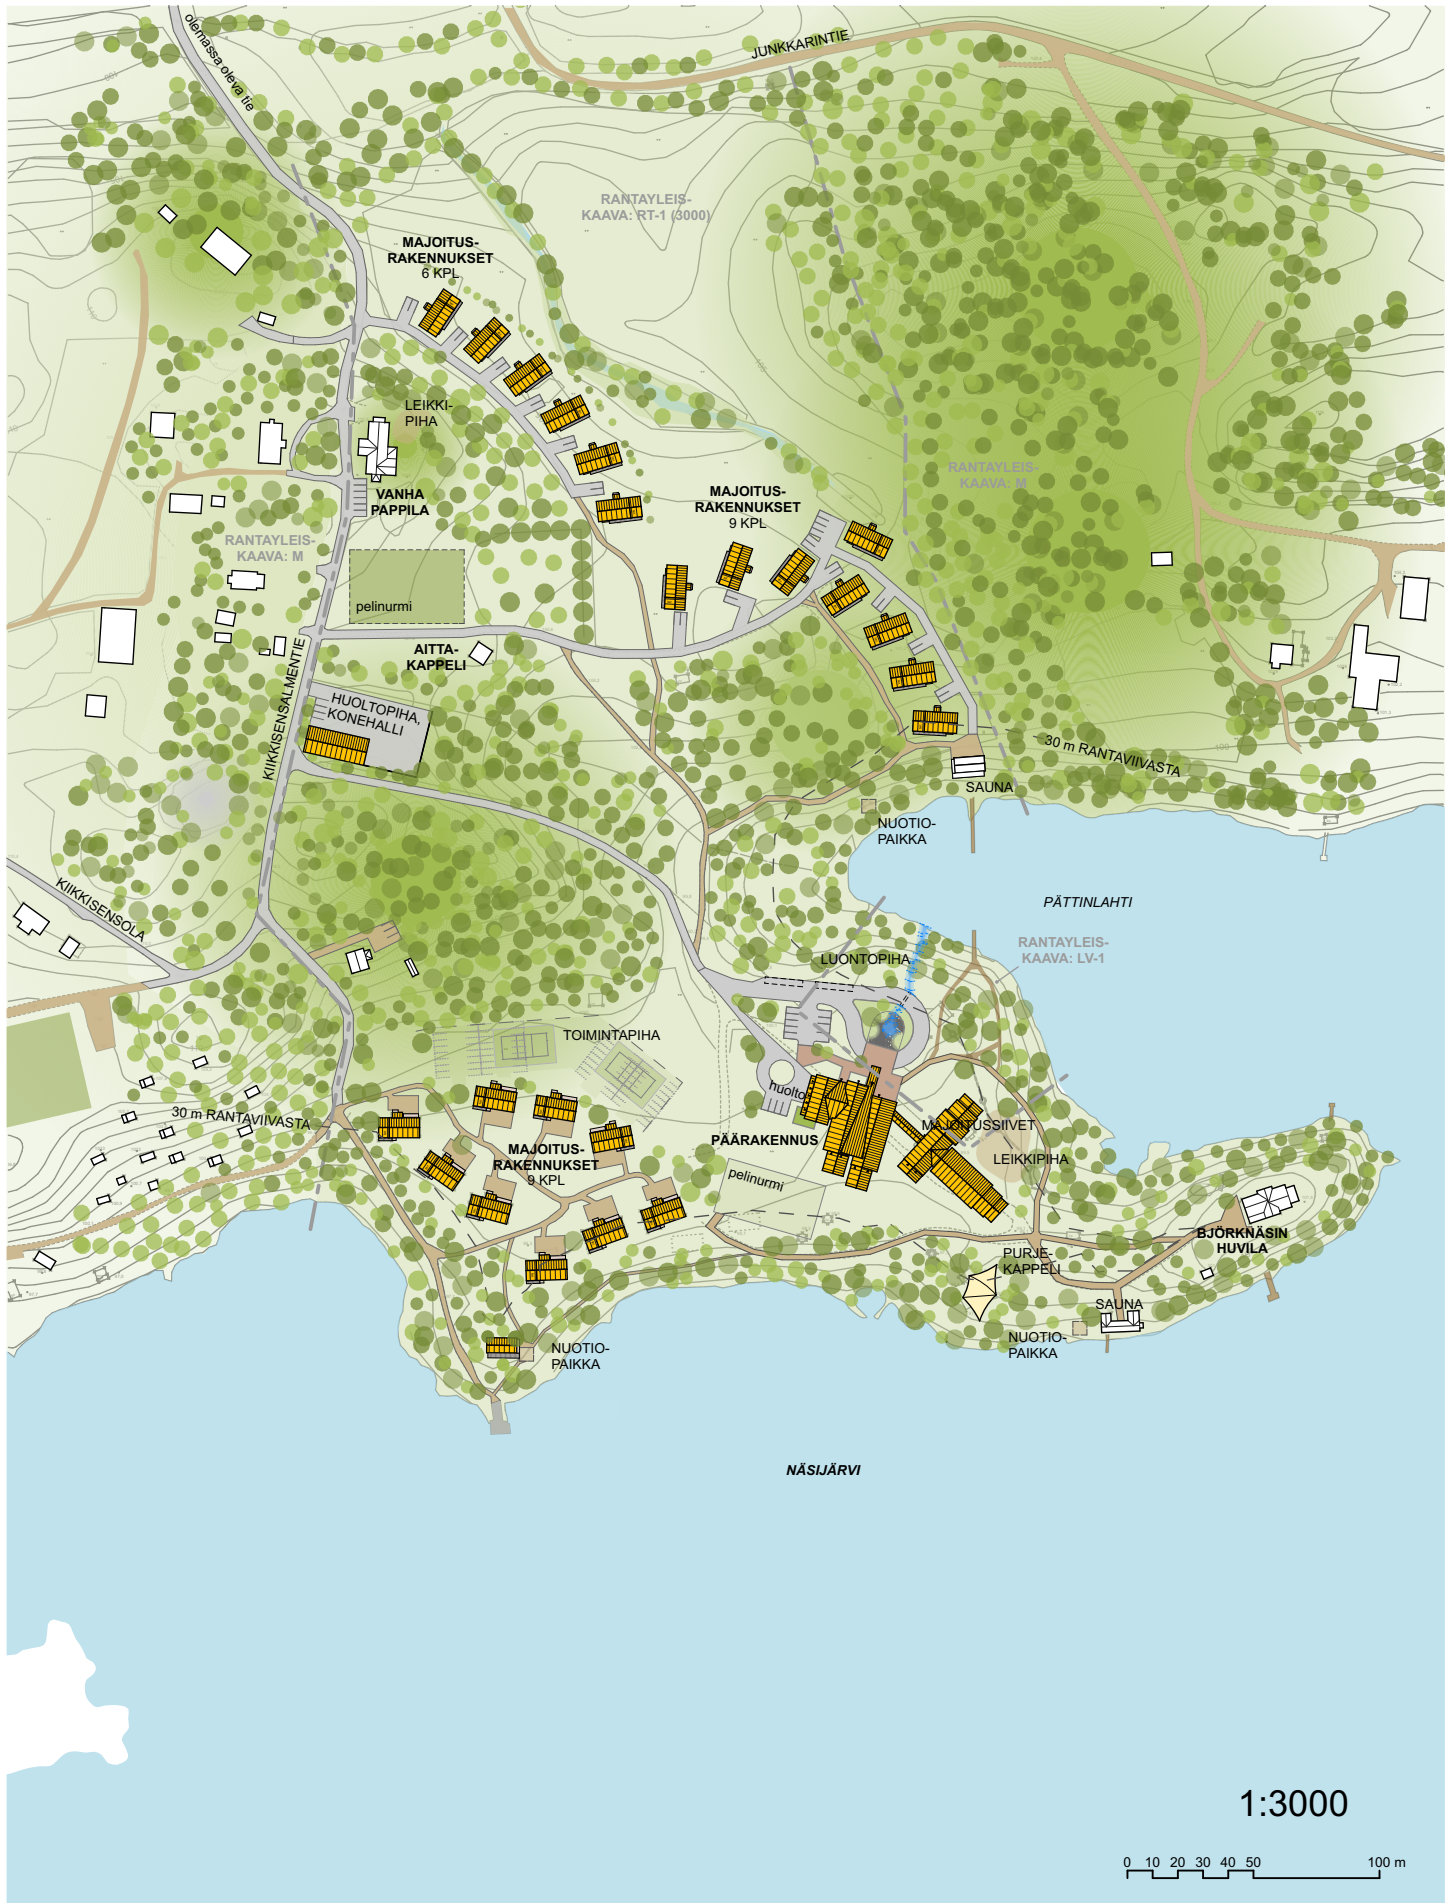 olemassa oleva tie
JUNKKARINTIE
RANTAYLEIS-
KAAVA: RT-1 (3000)
MAJOITUS-
RAKENNUKSET
6 KPL
LEIKKI-
PIHA
VANHA
PAPPILA
RANTAYLEIS-
KAAVA: M
MAJOITUS-
RAKENNUKSET
9 KPL
RANTAYLEIS-
KAAVA: M
pelinurmi
AITTA-
KAPPELI
KIIKKISENSALMENTIE
HUOLTOPIHA,
KONEHALLI
30 m RANTAVIIVASTA
SAUNA
NUOTIO-
PAIKKA
KIIKKISENSOLA
PÄTTINLAHTI
RANTAYLEIS-
KAAVA: LV-1
LUONTOPIHA
TOIMINTAPIHA
huolto
30 m RANTAVIIVASTA
PÄÄRAKENNUS
MAJOITUSSIIVET
LEIKKIPIHA
MAJOITUS-
RAKENNUKSET
9 KPL
pelinurmi
BJÖRKNÄSIN
HUVILA
PURJE-
KAPPELI
SAUNA
NUOTIO-
PAIKKA
NUOTIO-
PAIKKA
NÄSIJÄRVI
1:3000
0 10 20 30 40 50 100 m